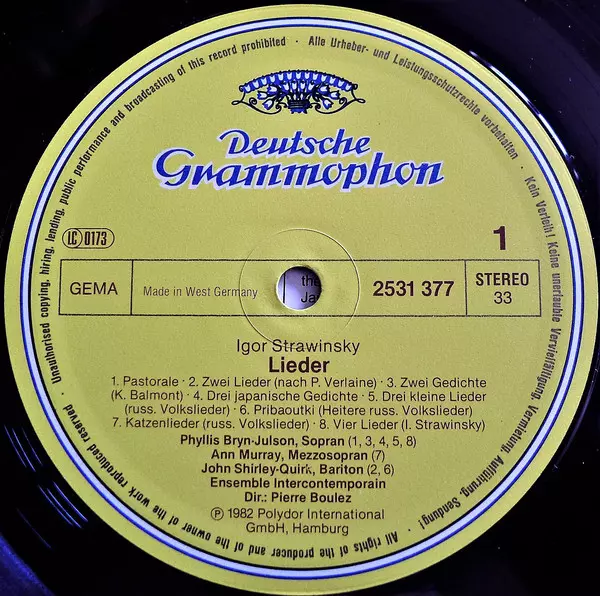 Unauthorised copying, hiring, lending, public performance and broadcasting of this record prohibited · Alle Urheber- und Leistungsschutzrechte vorbehalten · Kein Verleih! Keine unerlaubte Vervielfältigung, Vermietung, Aufführung, Sendung!
Deutsche
Grammophon
LC 0173
1
GEMA
Made in West Germany
2531 377
STEREO
33
Igor Strawinsky
Lieder
1. Pastorale · 2. Zwei Lieder (nach P. Verlaine) · 3. Zwei Gedichte
(K. Balmont) · 4. Drei japanische Gedichte · 5. Drei kleine Lieder
(russ. Volkslieder) · 6. Pribaoutki (Heitere russ. Volkslieder)
7. Katzenlieder (russ. Volkslieder) · 8. Vier Lieder (I. Strawinsky)
Phyllis Bryn-Julson, Sopran (1, 3, 4, 5, 8)
Ann Murray, Mezzosopran (7)
John Shirley-Quirk, Bariton (2, 6)
Ensemble Intercontemporain
Dir.: Pierre Boulez
℗ 1982 Polydor International
GmbH, Hamburg
All rights of the producer and of the owner of the work reproduced reserved ·